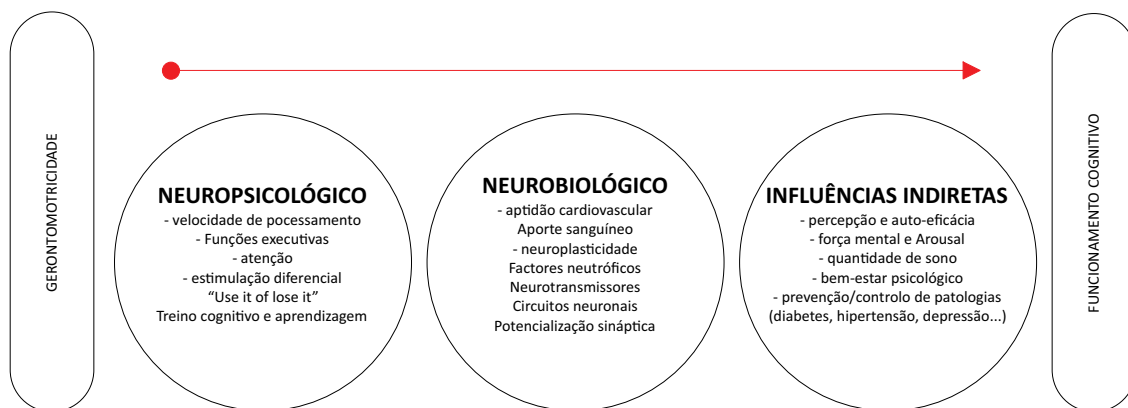 GERONTOMOTRICIDADE
NEUROPSICOLÓGICO
- velocidade de pocessamento
- Funções executivas
- atenção
- estimulação diferencial
“Use it of lose it”
Treino cognitivo e aprendizagem
NEUROBIOLÓGICO
- aptidão cardiovascular
Aporte sanguíneo
- neuroplasticidade
Factores neutróficos
Neurotransmissores
Circuitos neuronais
Potencialização sináptica
INFLUÊNCIAS INDIRETAS
- percepção e auto-eficácia
- força mental e Arousal
- quantidade de sono
- bem-estar psicológico
- prevenção/controlo de patologias
(diabetes, hipertensão, depressão...)
FUNCIONAMENTO COGNITIVO